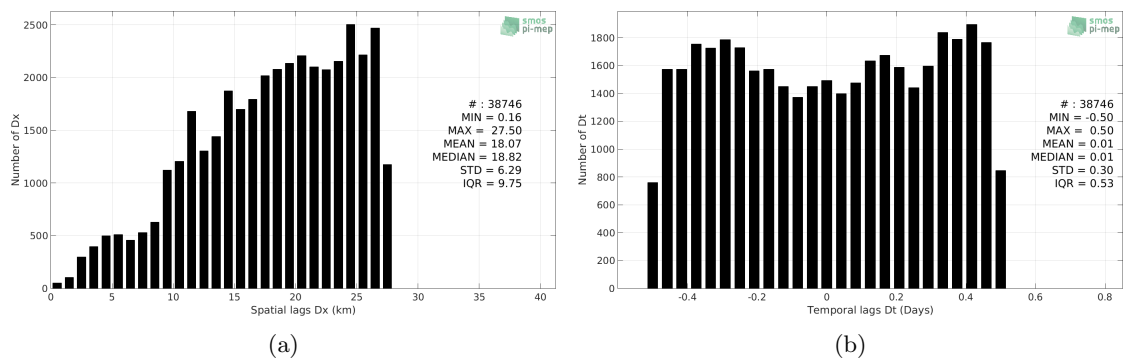 2500
2000
1500
1000
500
0
0 5 10 15 20 25 30 35 40
Number of Dx
Spatial lags Dx (km)
smos
pi-mep
# : 38746
MIN = 0.16
MAX = 27.50
MEAN = 18.07
MEDIAN = 18.82
STD = 6.29
IQR = 9.75
(a)
1800
1600
1400
1200
1000
800
600
400
200
0
-0.4 -0.2 0 0.2 0.4 0.6 0.8
Number of Dt
Temporal lags Dt (Days)
smos
pi-mep
# : 38746
MIN = -0.50
MAX = 0.50
MEAN = 0.01
MEDIAN = 0.01
STD = 0.30
IQR = 0.53
(b)